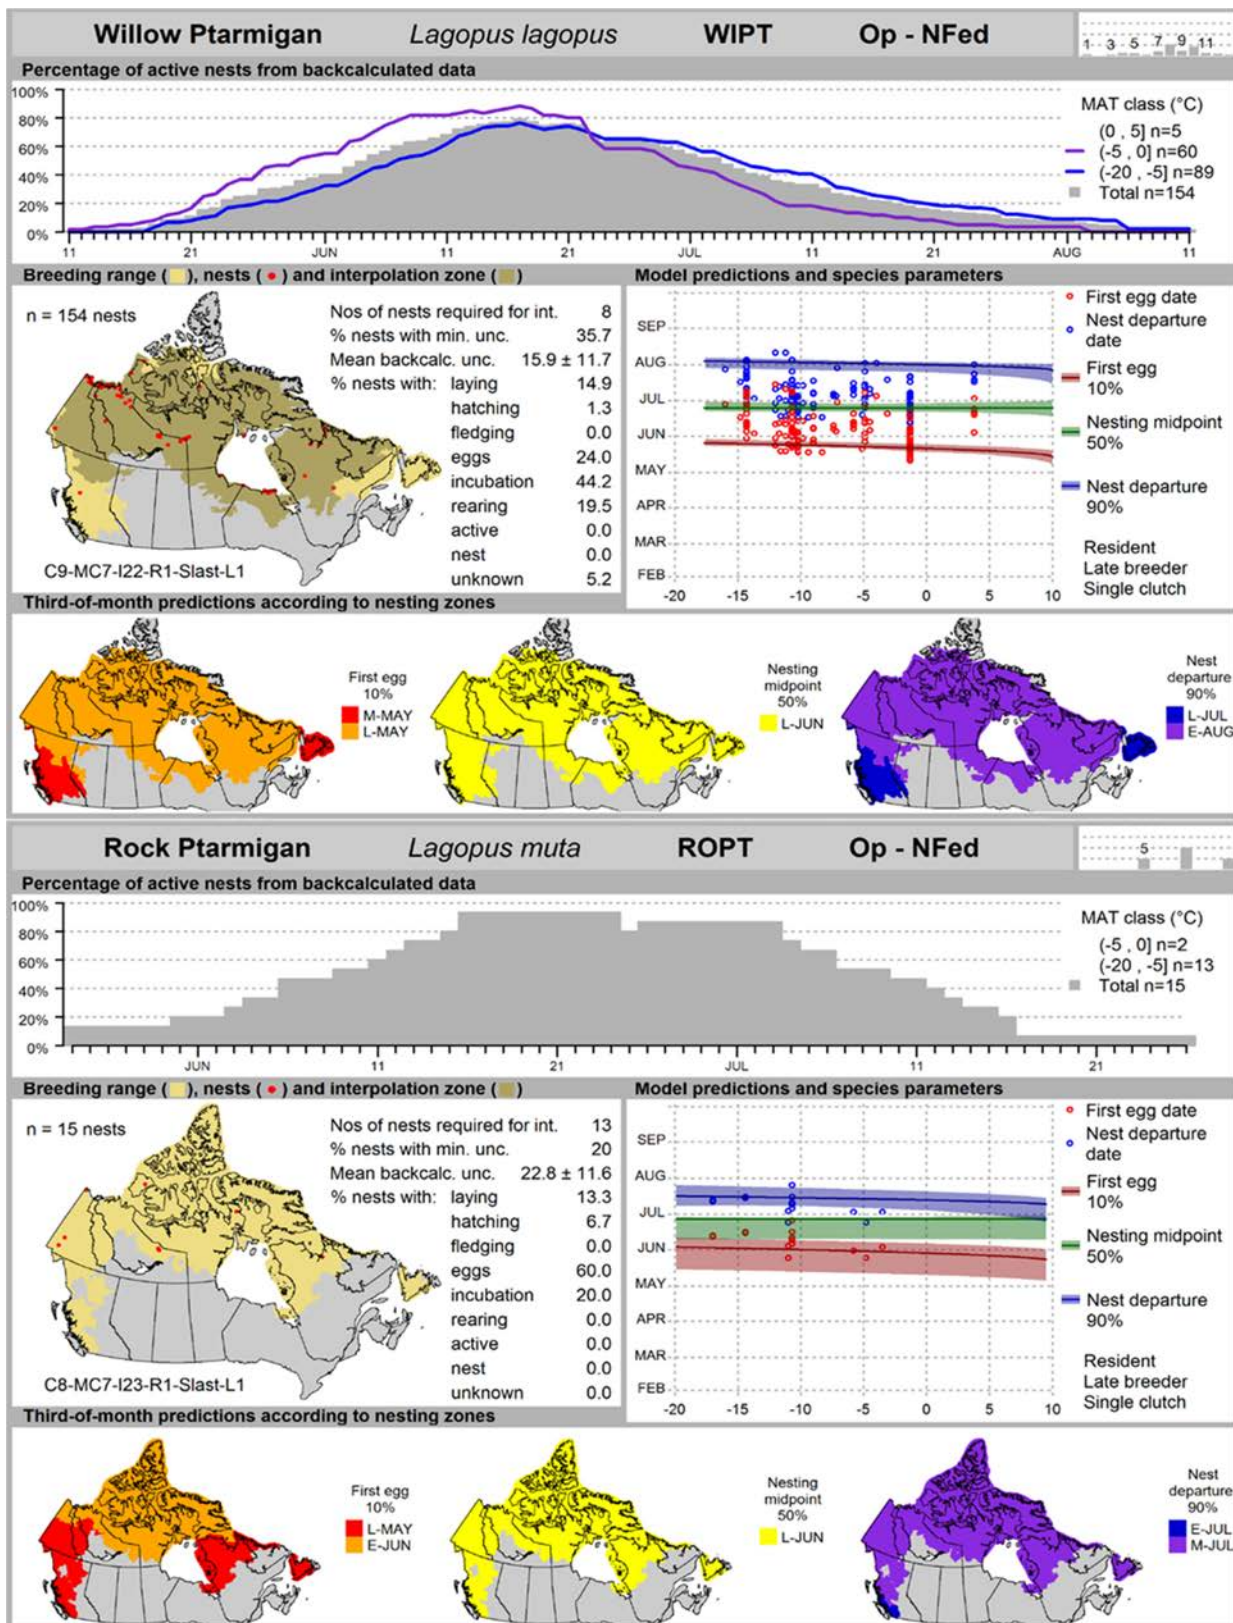 Willow Ptarmigan Lagopus lagopus WIPT Op - NFed
1 3 5 7 9 11
Percentage of active nests from backcalculated data
100%
80%
60%
40%
20%
0%
11 21 JUN 11 21 JUL 11 21 AUG 11
MAT class (°C)
(0 , 5] n=5
(-5 , 0] n=60
(-20 , -5] n=89
Total n=154
Breeding range ( ), nests ( ) and interpolation zone ( )
n = 154 nests
Nos of nests required for int. 8
% nests with min. unc. 35.7
Mean backcalc. unc. 15.9 ± 11.7
% nests with: laying 14.9
hatching 1.3
fledging 0.0
eggs 24.0
incubation 44.2
rearing 19.5
active 0.0
nest 0.0
unknown 5.2
C9-MC7-I22-R1-Slast-L1
Model predictions and species parameters
SEP
AUG
JUL
JUN
MAY
APR
MAR
FEB
-20 -15 -10 -5 0 5 10
First egg date
Nest departure
date
First egg
10%
Nesting midpoint
50%
Nest departure
90%
Resident
Late breeder
Single clutch
Third-of-month predictions according to nesting zones
First egg
10%
M-MAY
L-MAY
Nesting
midpoint
50%
L-JUN
Nest
departure
90%
L-JUL
E-AUG
Rock Ptarmigan Lagopus muta ROPT Op - NFed
5
Percentage of active nests from backcalculated data
100%
80%
60%
40%
20%
0%
JUN 11 21 JUL 11 21
MAT class (°C)
(-5 , 0] n=2
(-20 , -5] n=13
Total n=15
Breeding range ( ), nests ( ) and interpolation zone ( )
n = 15 nests
Nos of nests required for int. 13
% nests with min. unc. 20
Mean backcalc. unc. 22.8 ± 11.6
% nests with: laying 13.3
hatching 6.7
fledging 0.0
eggs 60.0
incubation 20.0
rearing 0.0
active 0.0
nest 0.0
unknown 0.0
C8-MC7-I23-R1-Slast-L1
Model predictions and species parameters
SEP
AUG
JUL
JUN
MAY
APR
MAR
FEB
-20 -15 -10 -5 0 5 10
First egg date
Nest departure
date
First egg
10%
Nesting midpoint
50%
Nest departure
90%
Resident
Late breeder
Single clutch
Third-of-month predictions according to nesting zones
First egg
10%
L-MAY
E-JUN
Nesting
midpoint
50%
L-JUN
Nest
departure
90%
E-JUL
M-JUL